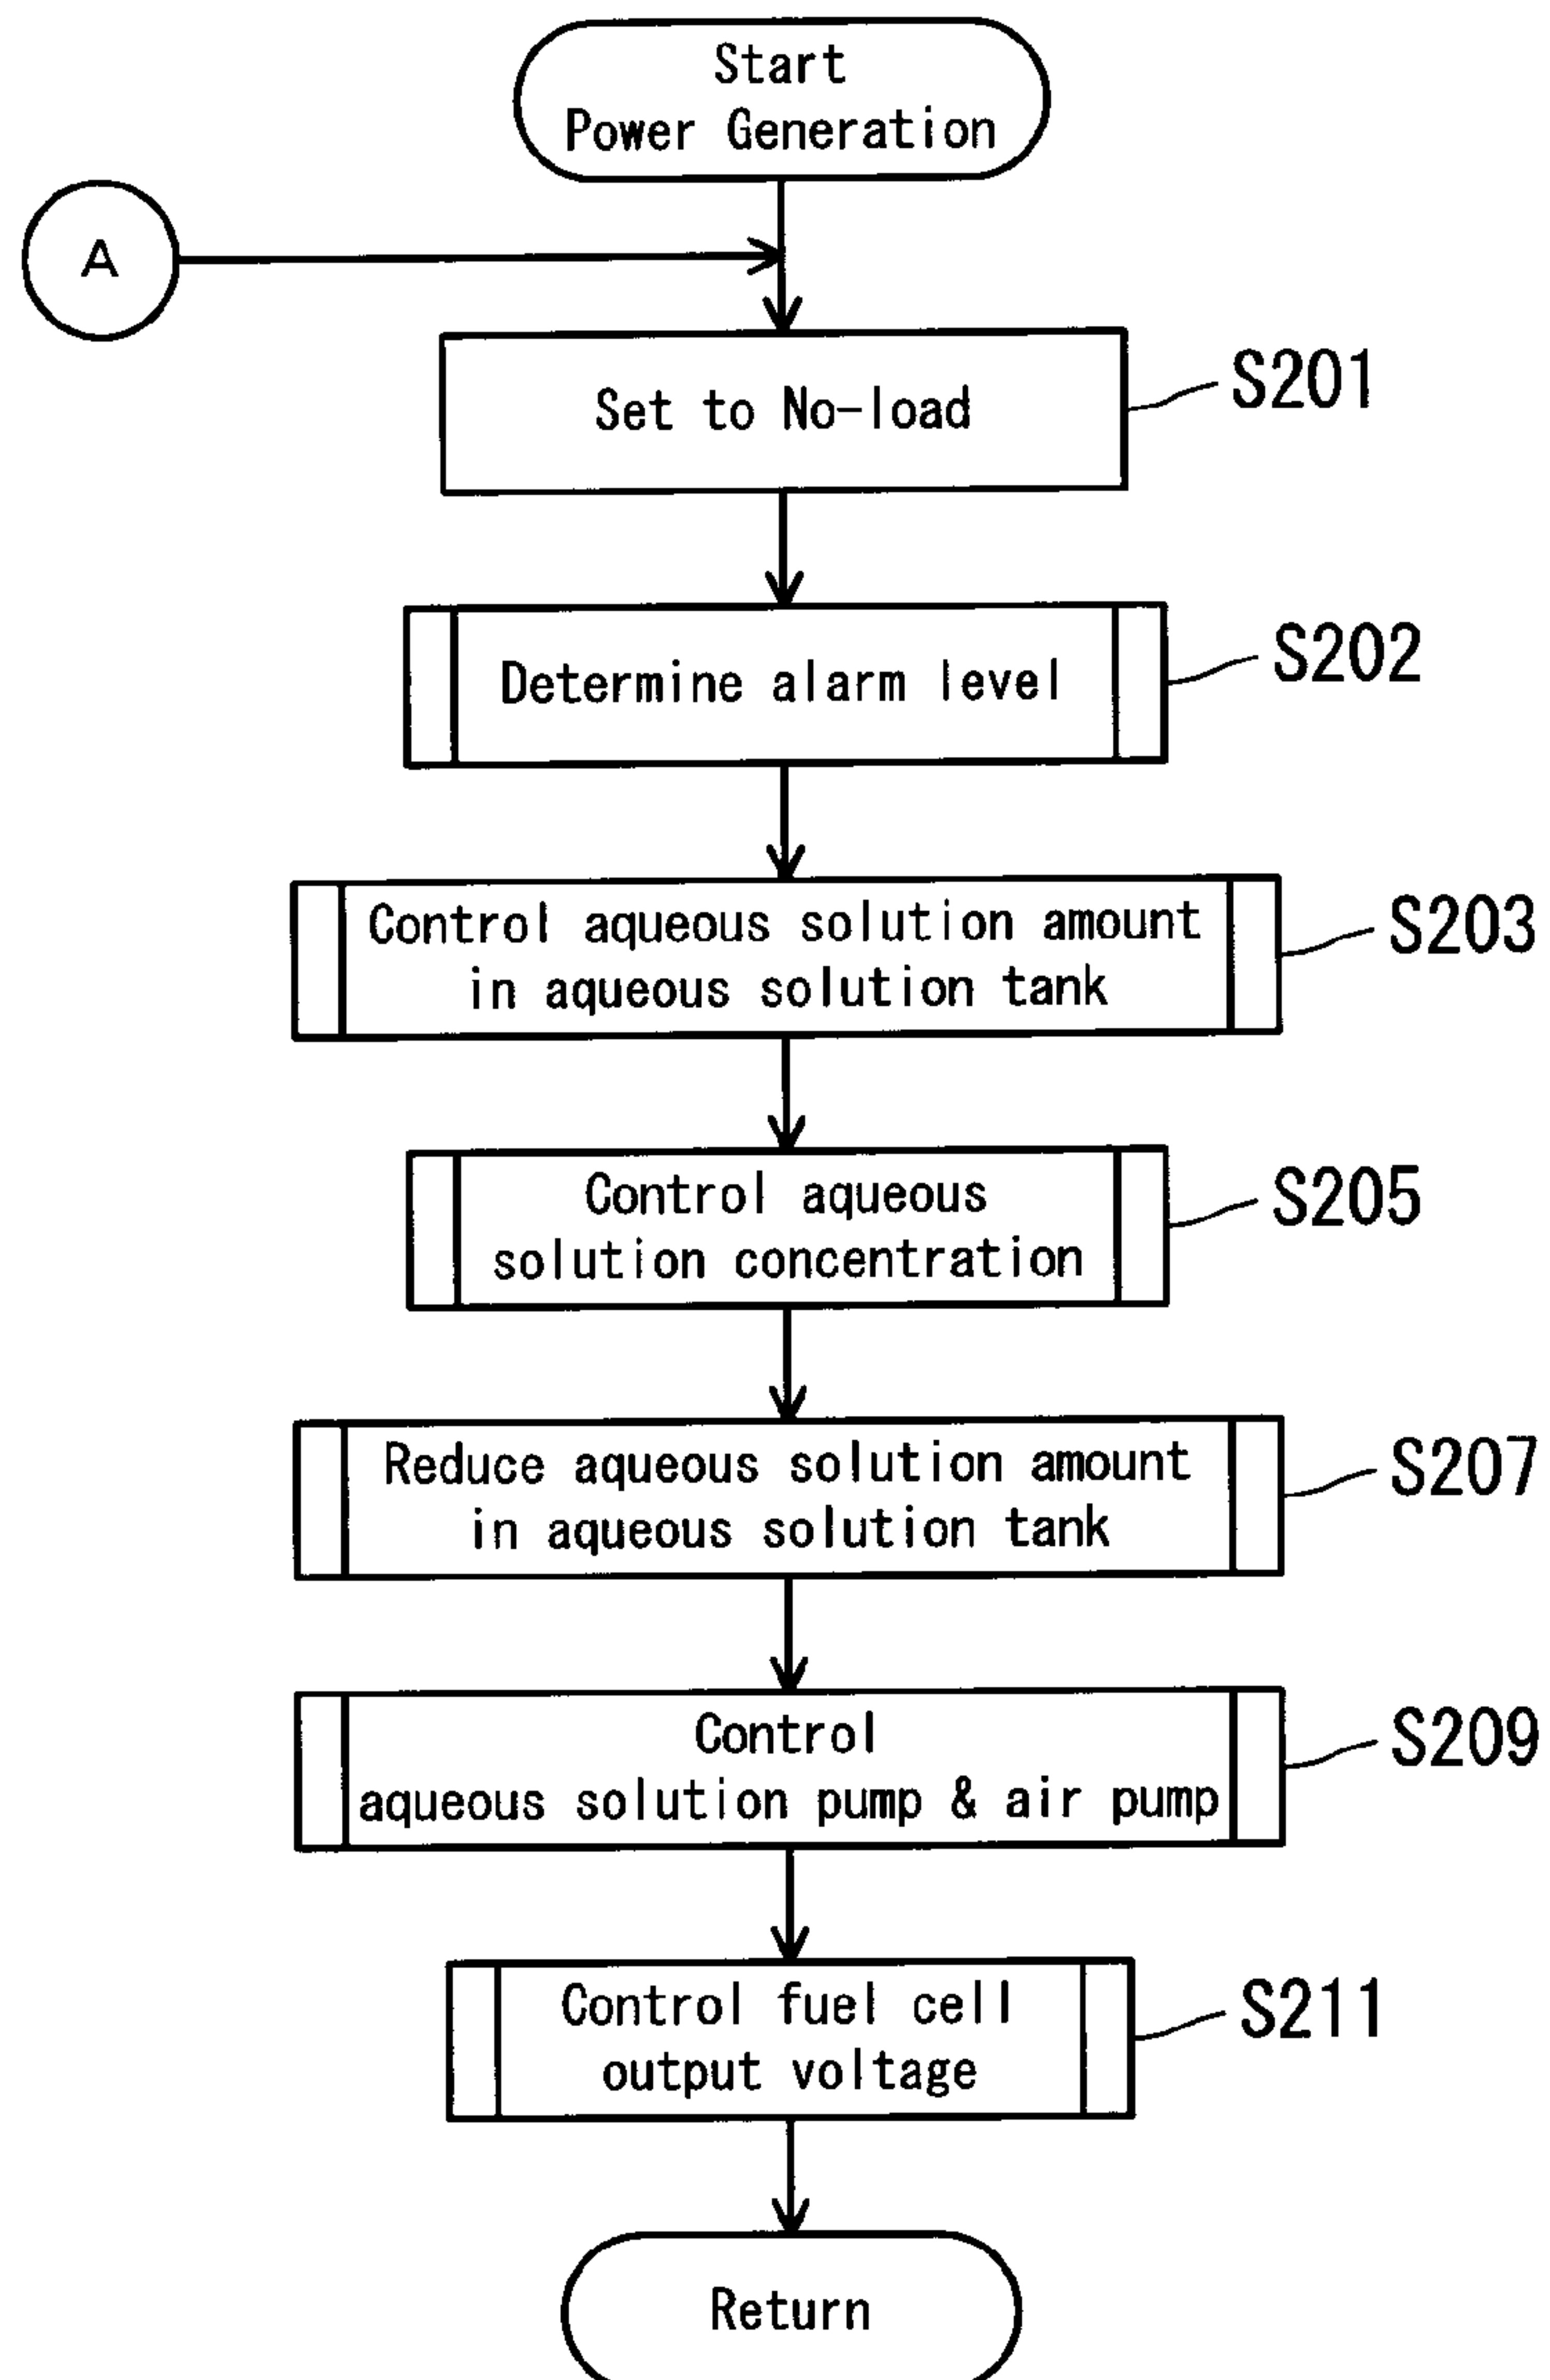 Start
Power Generation
A
Set to No-load
S201
Determine alarm level
S202
Control aqueous solution amount
in aqueous solution tank
S203
Control aqueous
solution concentration
S205
Reduce aqueous solution amount
in aqueous solution tank
S207
Control
aqueous solution pump & air pump
S209
Control fuel cell
output voltage
S211
Return